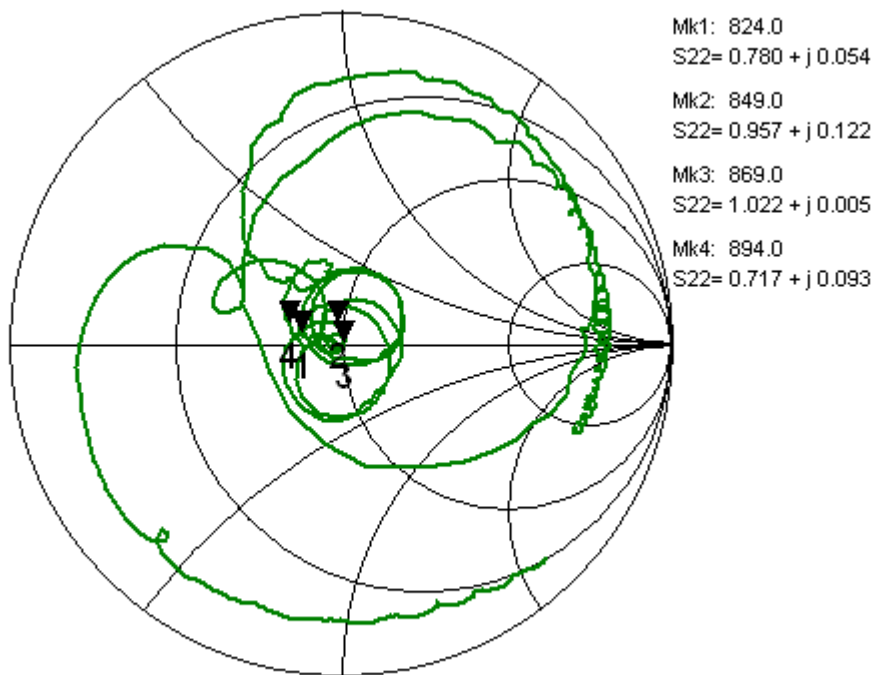 Mk1: 824.0
S22= 0.780 + j 0.054
Mk2: 849.0
S22= 0.957 + j 0.122
Mk3: 869.0
S22= 1.022 + j 0.005
Mk4: 894.0
S22= 0.717 + j 0.093
4 1 2
3